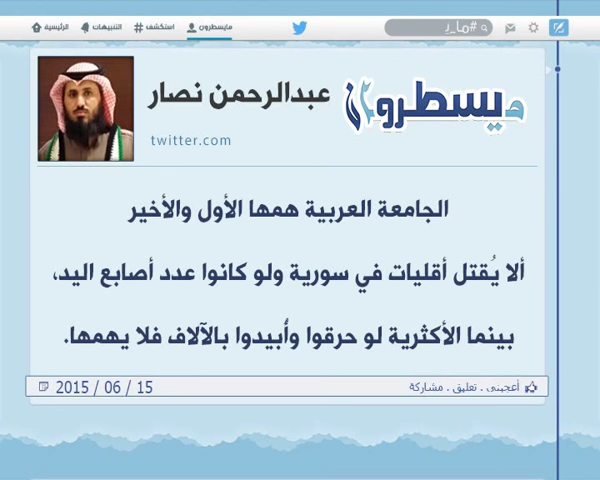 الرئيسية
التنبيهات
استكشف
مايسطرون
#ما_يـ
عبدالرحمن نصار
مايسطرون
twitter.com
الجامعة العربية همها الأول والأخير
ألا يُقتل أقليات في سورية ولو كانوا عدد أصابع اليد،
بينما الأكثرية لو حرقوا وأُبيدوا بالآلاف فلا يهمها.
أعجبني . تعليق . مشاركة
2015 / 06 / 15